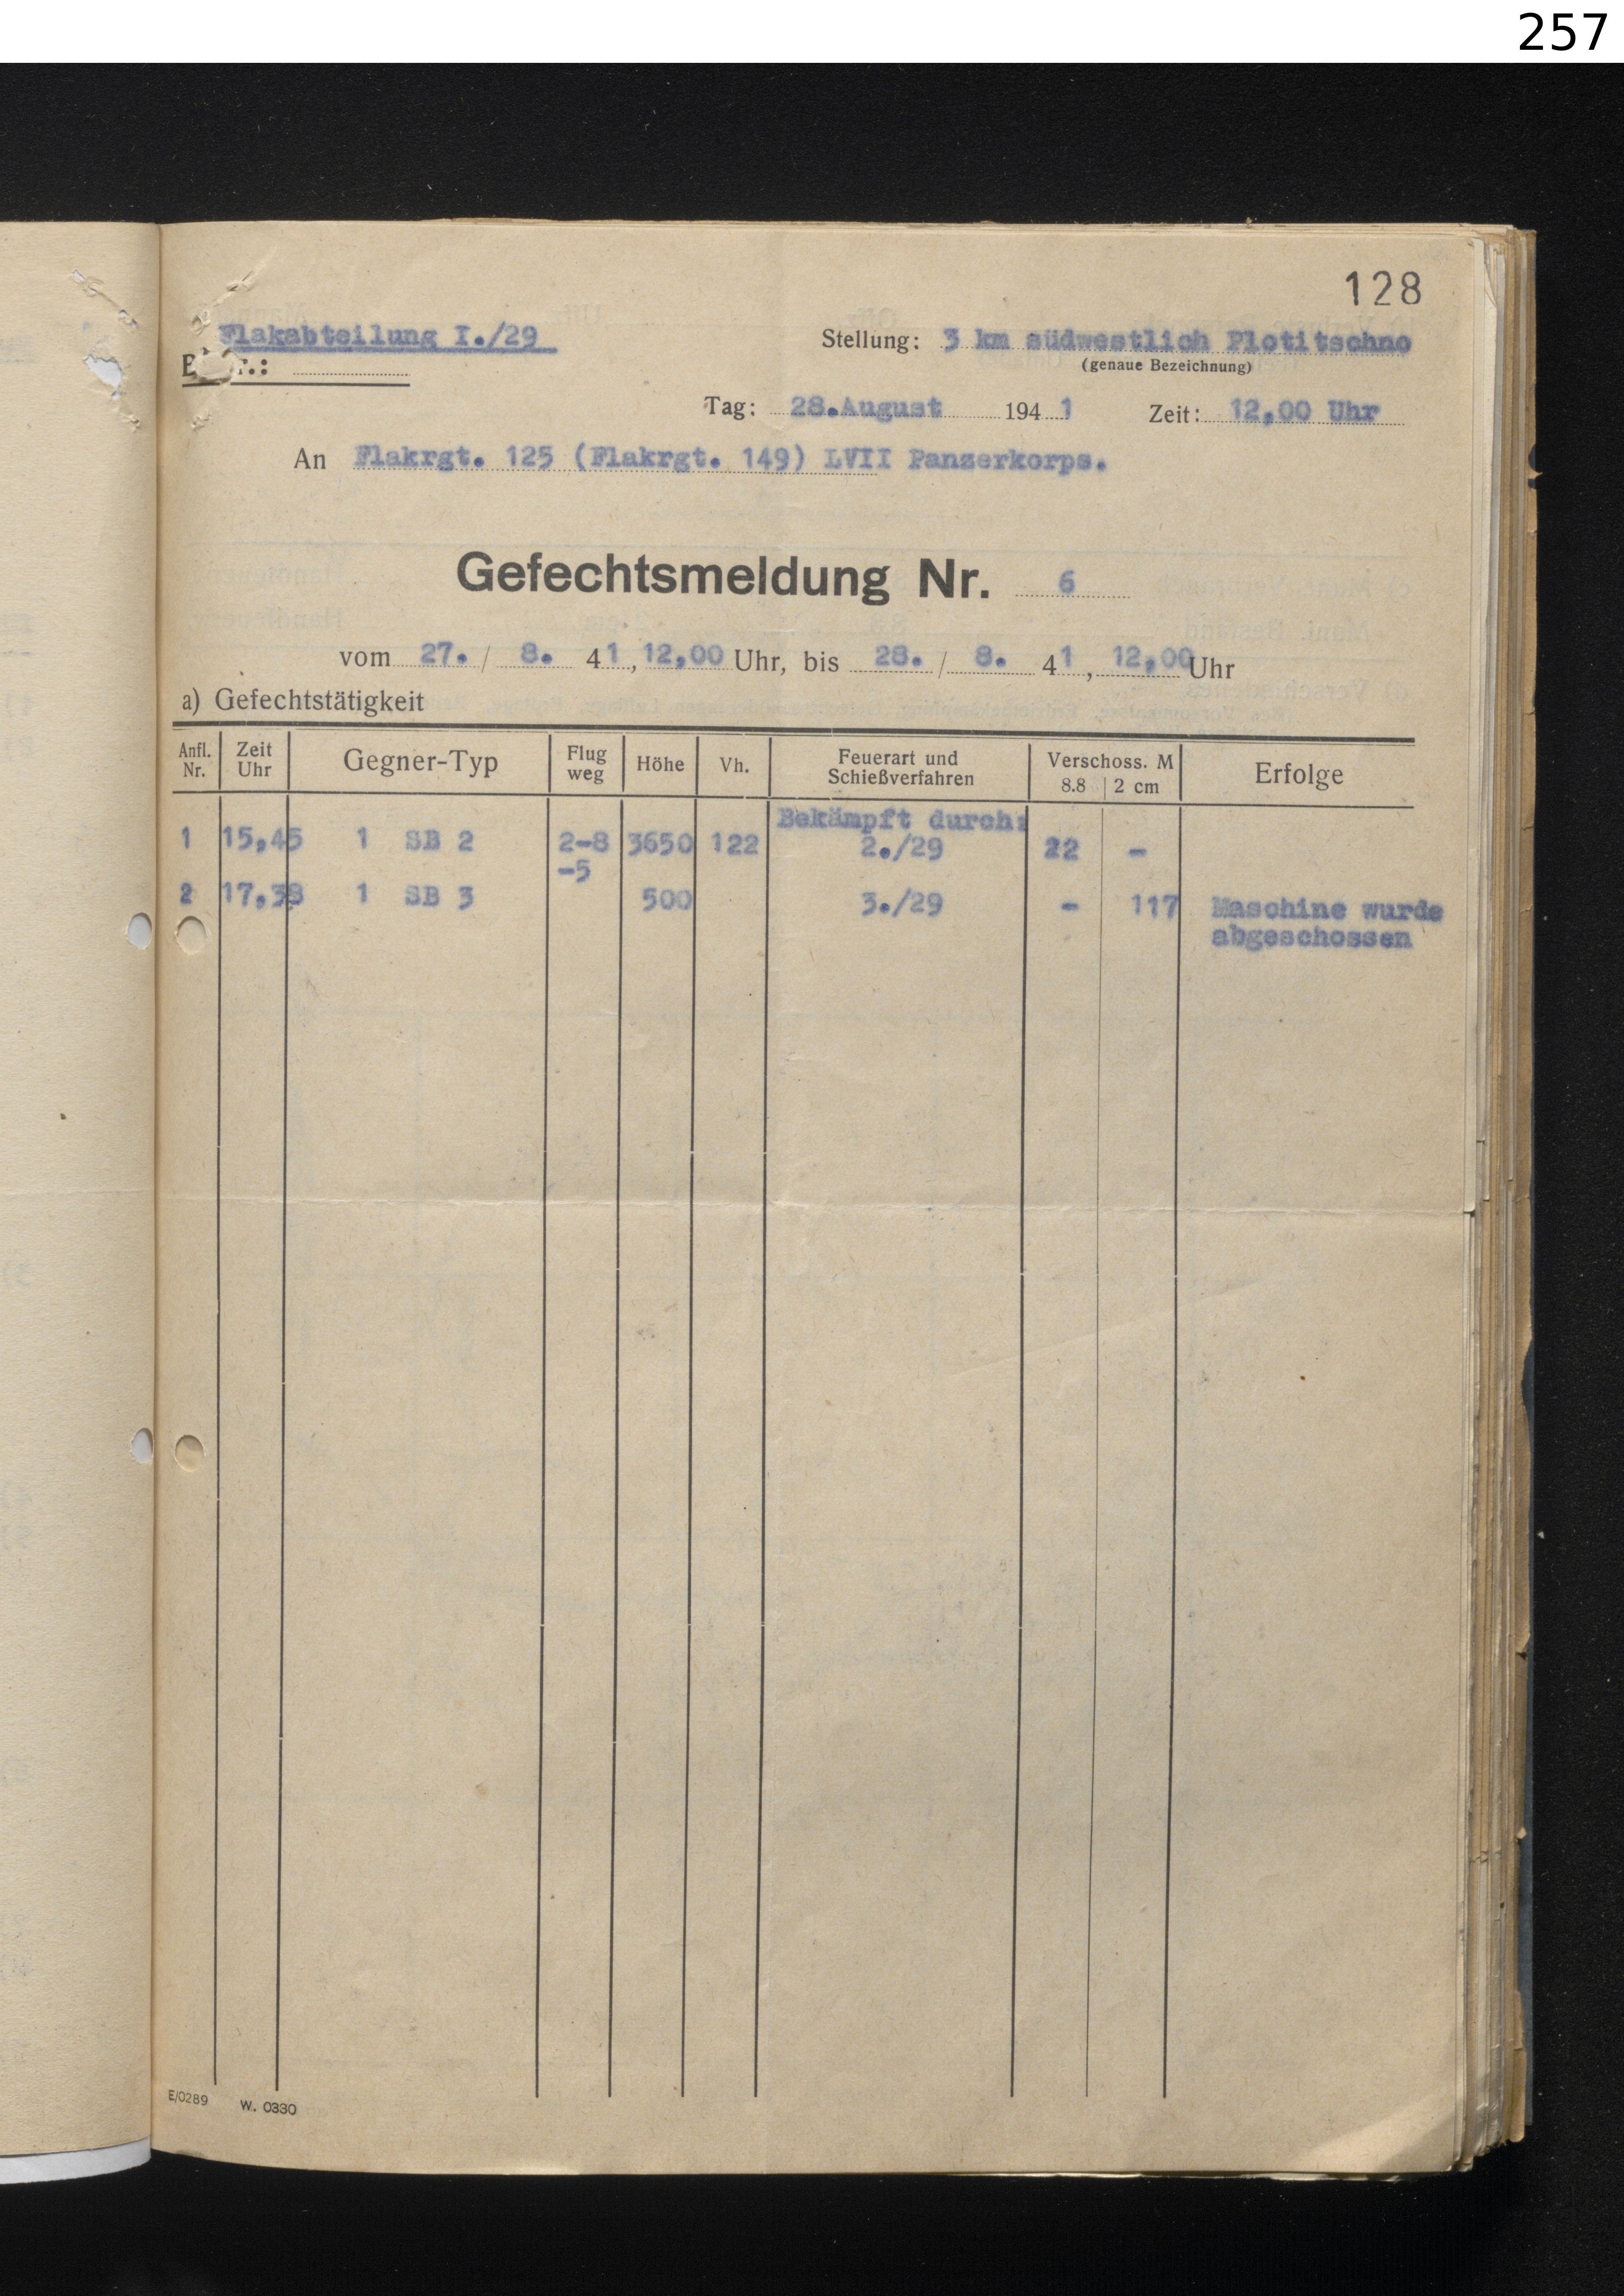 257
128
Flakabteilung I./29
Stellung: 3 km südwestlich Plotitschno
(genaue Bezeichnung)
Tag: 28.August 1941 Zeit: 12,00 Uhr
An Flakrgt. 125 (Flakrgt. 149) LVII Panzerkorps.
Gefechtsmeldung Nr. 6
vom 27. / 8. 41, 12,00 Uhr, bis 28. / 8. 41, 12,00 Uhr
a) Gefechtstätigkeit
Anfl. Nr. Zeit Uhr Gegner-Typ Flug weg Höhe Vh. Feuerart und Schießverfahren Verschoss. M 8.8 2 cm Erfolge
Bekämpft durch:
1 15,45 1 SB 2 2-8 3650 122 2./29 22 -
-5
2 17,38 1 SB 3 500 3./29 - 117 Maschine wurde
abgeschossen
E/0289 W. 0330